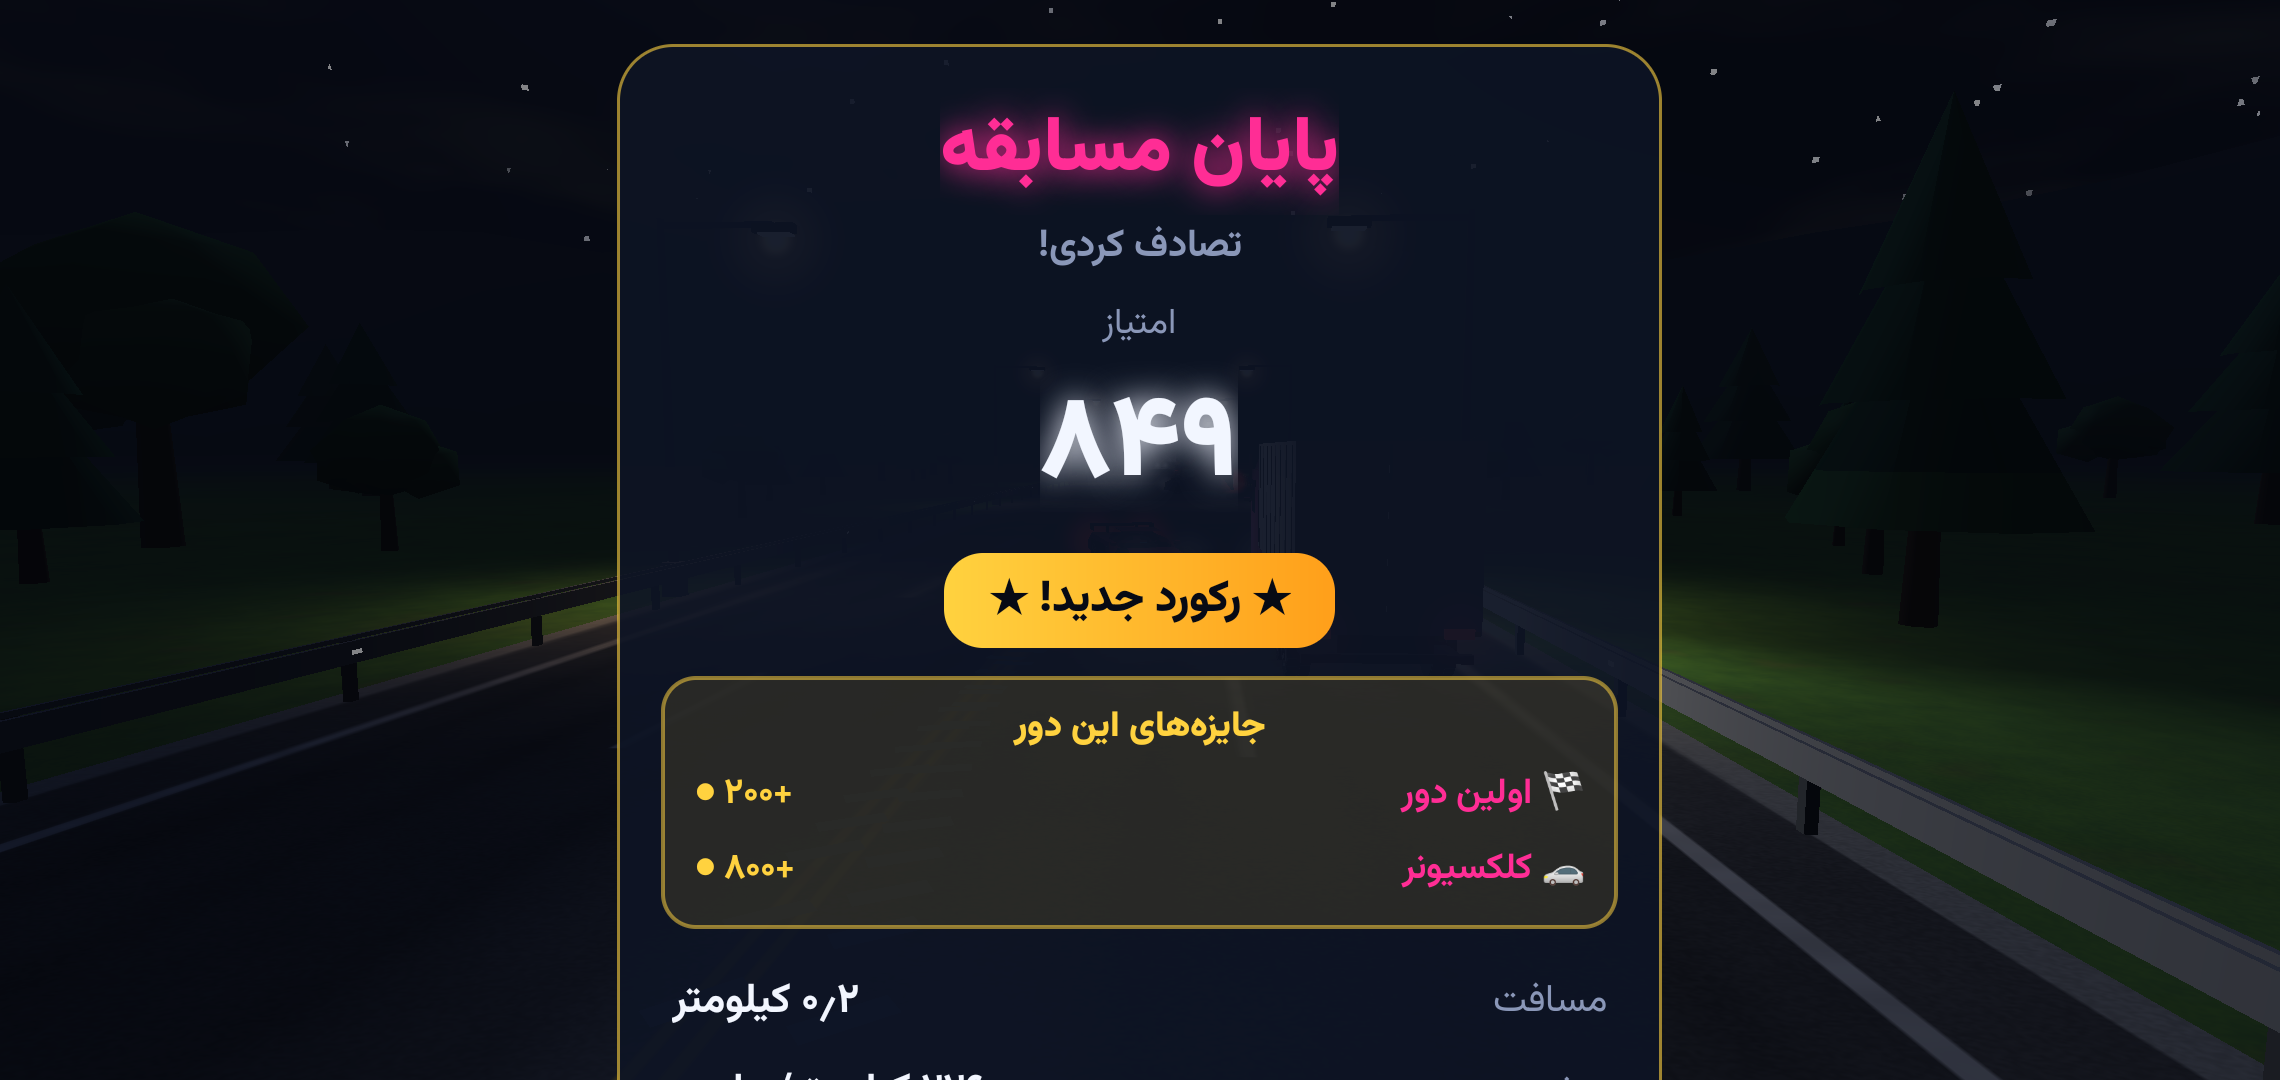 پایان مسابقه
تصادف کردی!
امتیاز
۸۴۹
★ رکورد جدید! ★
جایزه‌های این دور
اولین دور +۲۰۰
کلکسیونر +۸۰۰
مسافت ۰٫۲ کیلومتر